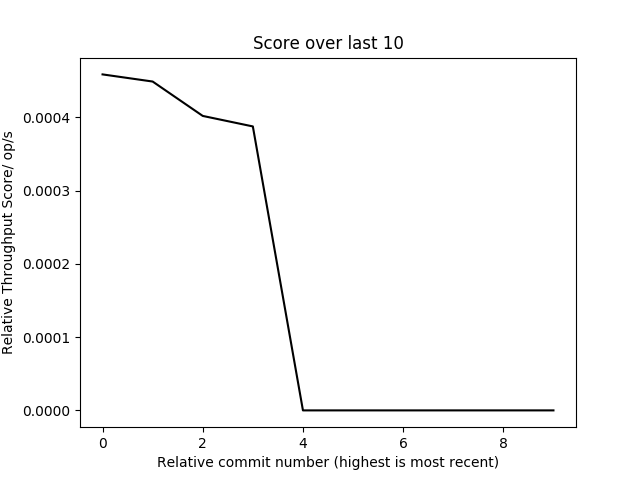 Score over last 10
Relative Throughput Score/ op/s
0.0004
0.0003
0.0002
0.0001
0.0000
0 2 4 6 8
Relative commit number (highest is most recent)